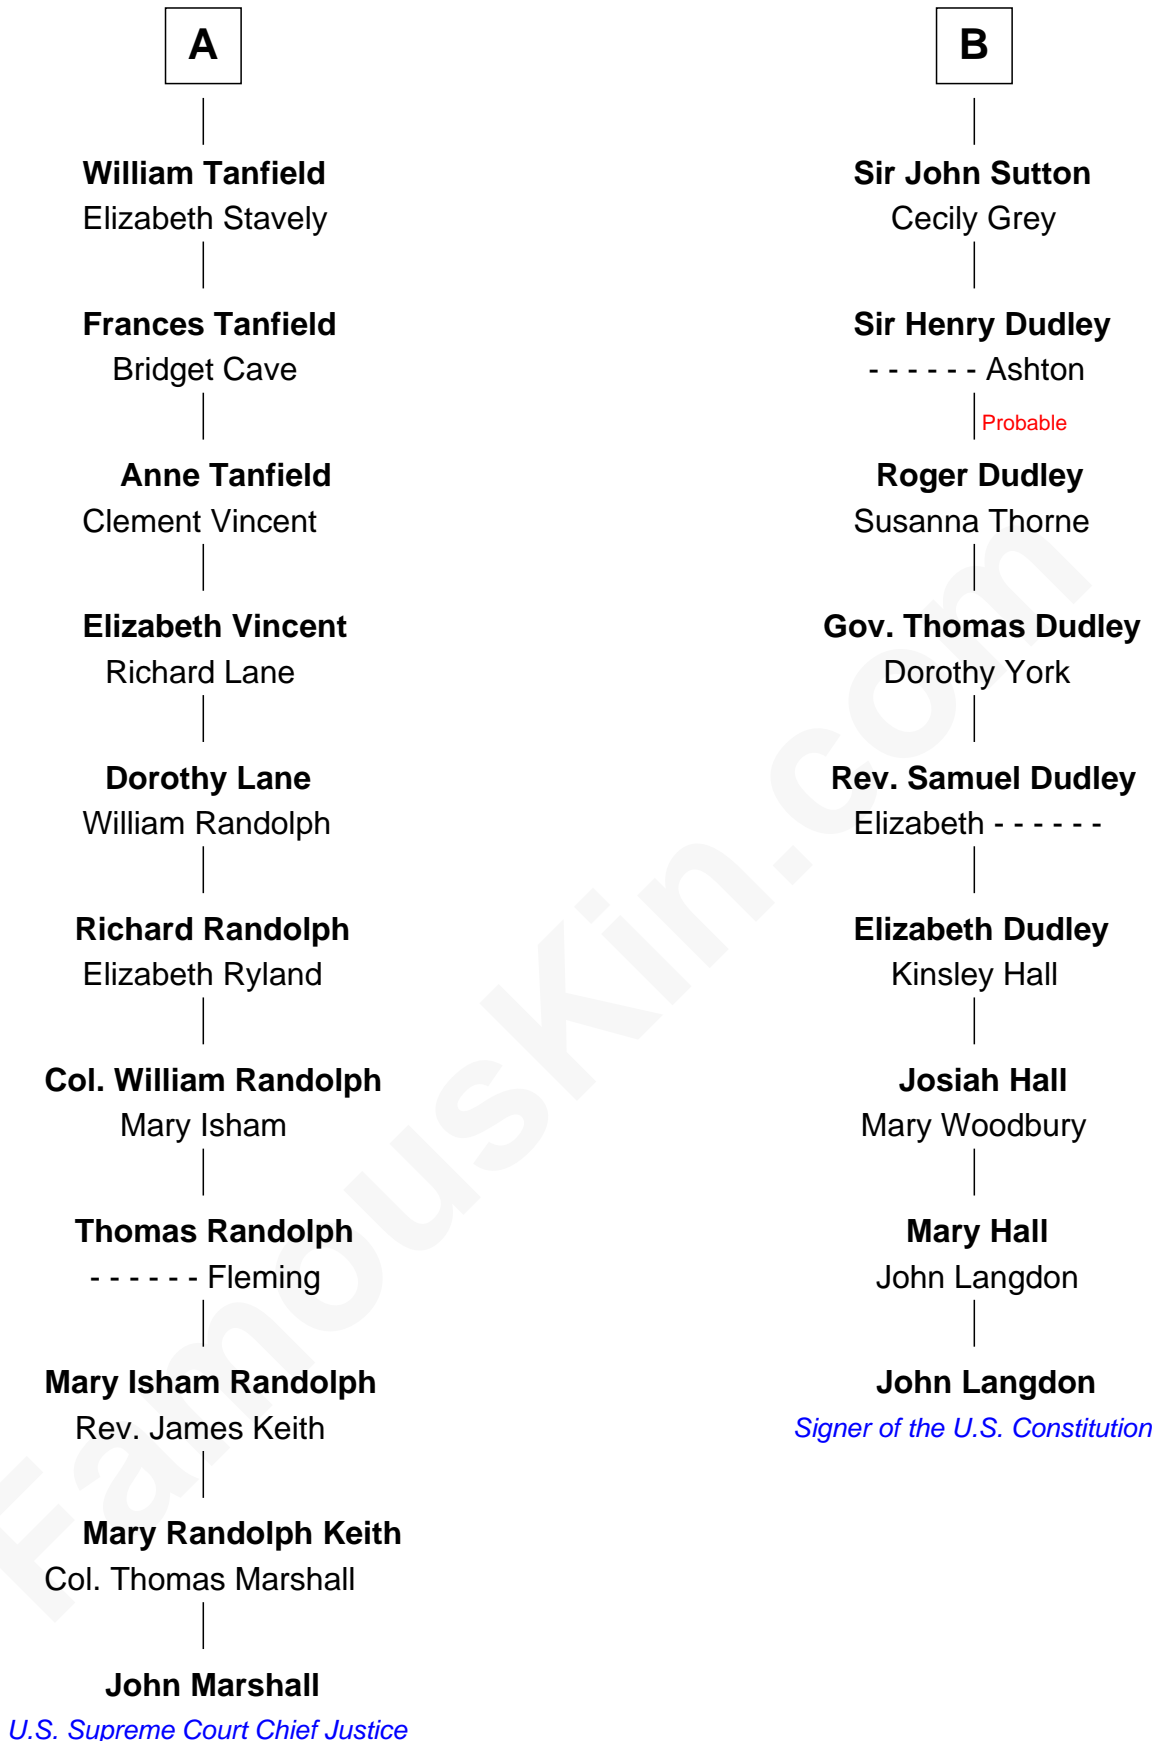 A
William Tanfield
Elizabeth Stavely
Frances Tanfield
Bridget Cave
Anne Tanfield
Clement Vincent
Elizabeth Vincent
Richard Lane
Dorothy Lane
William Randolph
Richard Randolph
Elizabeth Ryland
Col. William Randolph
Mary Isham
Thomas Randolph
- - - - - - Fleming
Mary Isham Randolph
Rev. James Keith
Mary Randolph Keith
Col. Thomas Marshall
John Marshall
U.S. Supreme Court Chief Justice
B
Sir John Sutton
Cecily Grey
Sir Henry Dudley
- - - - - - Ashton
Probable
Roger Dudley
Susanna Thorne
Gov. Thomas Dudley
Dorothy York
Rev. Samuel Dudley
Elizabeth - - - - - -
Elizabeth Dudley
Kinsley Hall
Josiah Hall
Mary Woodbury
Mary Hall
John Langdon
John Langdon
Signer of the U.S. Constitution
FamousKin.com